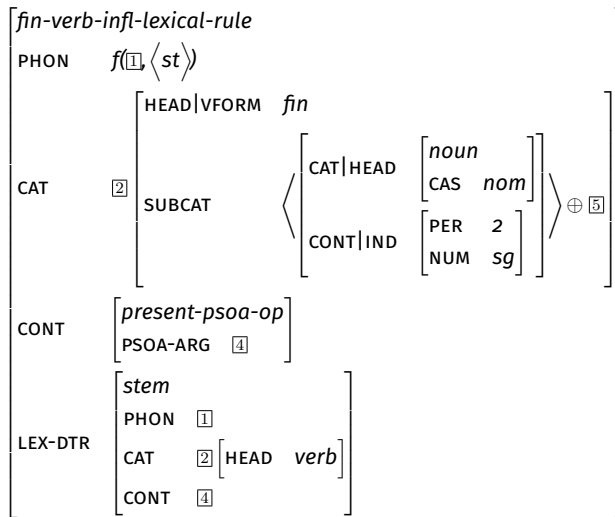 fin-verb-infl-lexical-rule
PHON f(1, ⟨st⟩)
HEAD|VFORM fin
noun
CAT|HEAD
CAS nom
CAT 2 SUBCAT ⟨ ⟩ ⊕ 5
PER 2
CONT|IND
NUM sg
present-psoa-op
CONT
PSOA-ARG 4
stem
PHON 1
LEX-DTR
CAT 2 [HEAD verb]
CONT 4